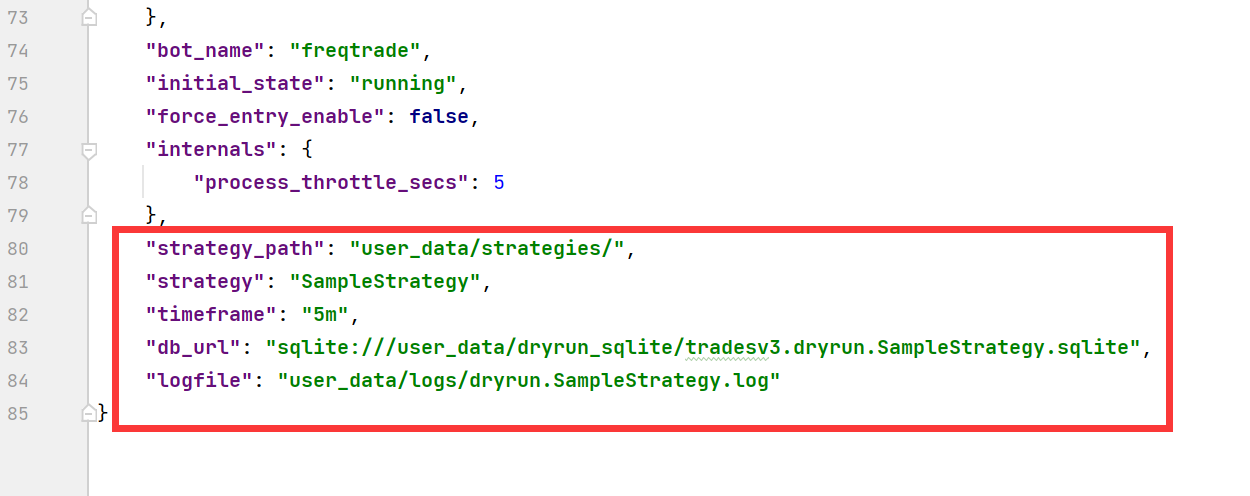 73 },
74 "bot_name": "freqtrade",
75 "initial_state": "running",
76 "force_entry_enable": false,
77 "internals": {
78 "process_throttle_secs": 5
79 },
80 "strategy_path": "user_data/strategies/",
81 "strategy": "SampleStrategy",
82 "timeframe": "5m",
83 "db_url": "sqlite:///user_data/dryrun_sqlite/tradesv3.dryrun.SampleStrategy.sqlite",
84 "logfile": "user_data/logs/dryrun.SampleStrategy.log"
85 }